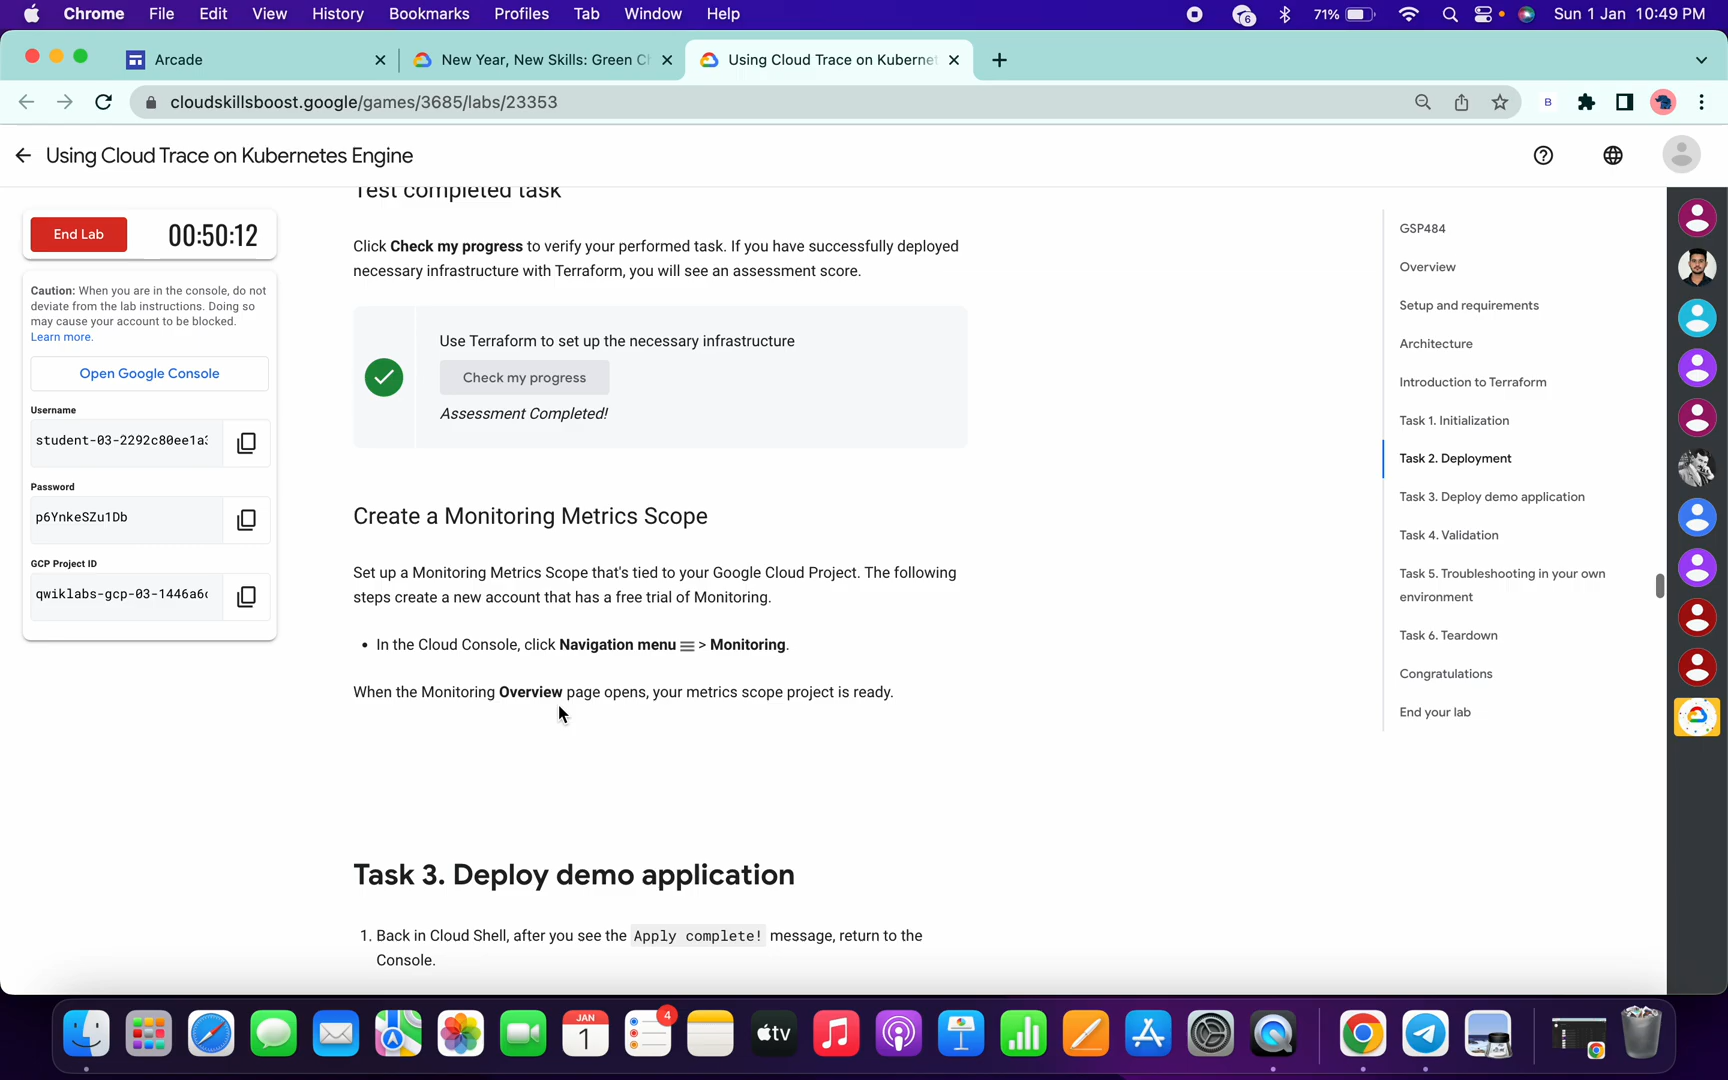 Chrome File Edit View History Bookmarks Profiles Tab Window Help
6 71% Sun 1 Jan 10:49 PM
Arcade
New Year, New Skills: Green
Using Cloud Trace on Kuberne
cloudskillsboost.google/games/3685/labs/23353
B
Using Cloud Trace on Kubernetes Engine
End Lab
00:50:12
Caution: When you are in the console, do not
deviate from the lab instructions. Doing so
may cause your account to be blocked.
Learn more.
Open Google Console
Username
student-03-2292c80ee1a3
Password
p6YnkeSZu1Db
GCP Project ID
qwiklabs-gcp-03-1446a6
Test completed task
Click Check my progress to verify your performed task. If you have successfully deployed
necessary infrastructure with Terraform, you will see an assessment score.
Use Terraform to set up the necessary infrastructure
Check my progress
Assessment Completed!
Create a Monitoring Metrics Scope
Set up a Monitoring Metrics Scope that's tied to your Google Cloud Project. The following
steps create a new account that has a free trial of Monitoring.
• In the Cloud Console, click Navigation menu > Monitoring.
When the Monitoring Overview page opens, your metrics scope project is ready.
Task 3. Deploy demo application
1. Back in Cloud Shell, after you see the Apply complete! message, return to the
Console.
GSP484
Overview
Setup and requirements
Architecture
Introduction to Terraform
Task 1. Initialization
Task 2. Deployment
Task 3. Deploy demo application
Task 4. Validation
Task 5. Troubleshooting in your own
environment
Task 6. Teardown
Congratulations
End your lab
JAN
1
4
tv